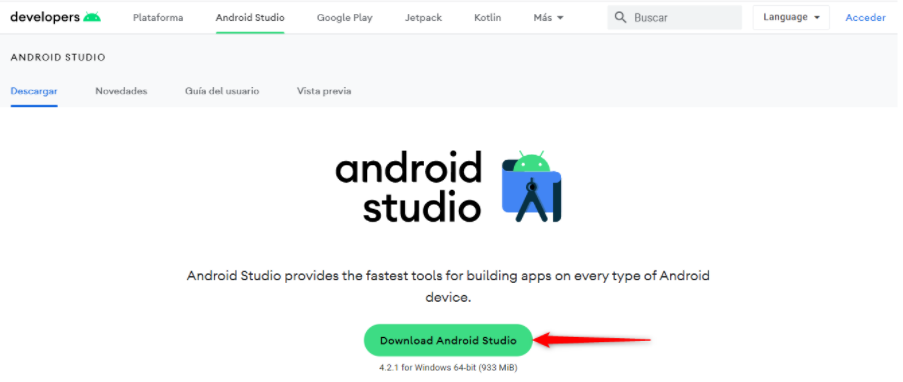 developers Plataforma Android Studio Google Play Jetpack Kotlin Más Buscar Language Acceder
ANDROID STUDIO
Descargar Novedades Guía del usuario Vista previa
android
studio
Android Studio provides the fastest tools for building apps on every type of Android
device.
Download Android Studio
4.2.1 for Windows 64-bit (933 MiB)